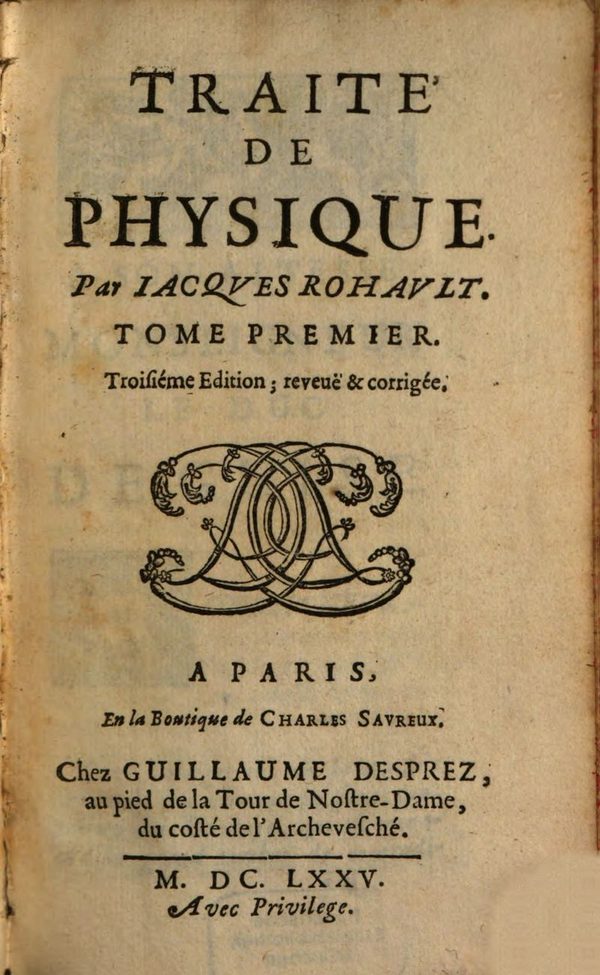 TRAITE'
DE
PHYSIQUE.
Par IACQVES ROHAVLT.
TOME PREMIER.
Troiſiéme Edition; reveuë & corrigée.
A PARIS,
En la Boutique de CHARLES SAVREUX.
Chez GUILLAUME DESPREZ,
au pied de la Tour de Noſtre-Dame,
du coſté de l'Archeveſché.
M. DC. LXXV.
Avec Privilege.